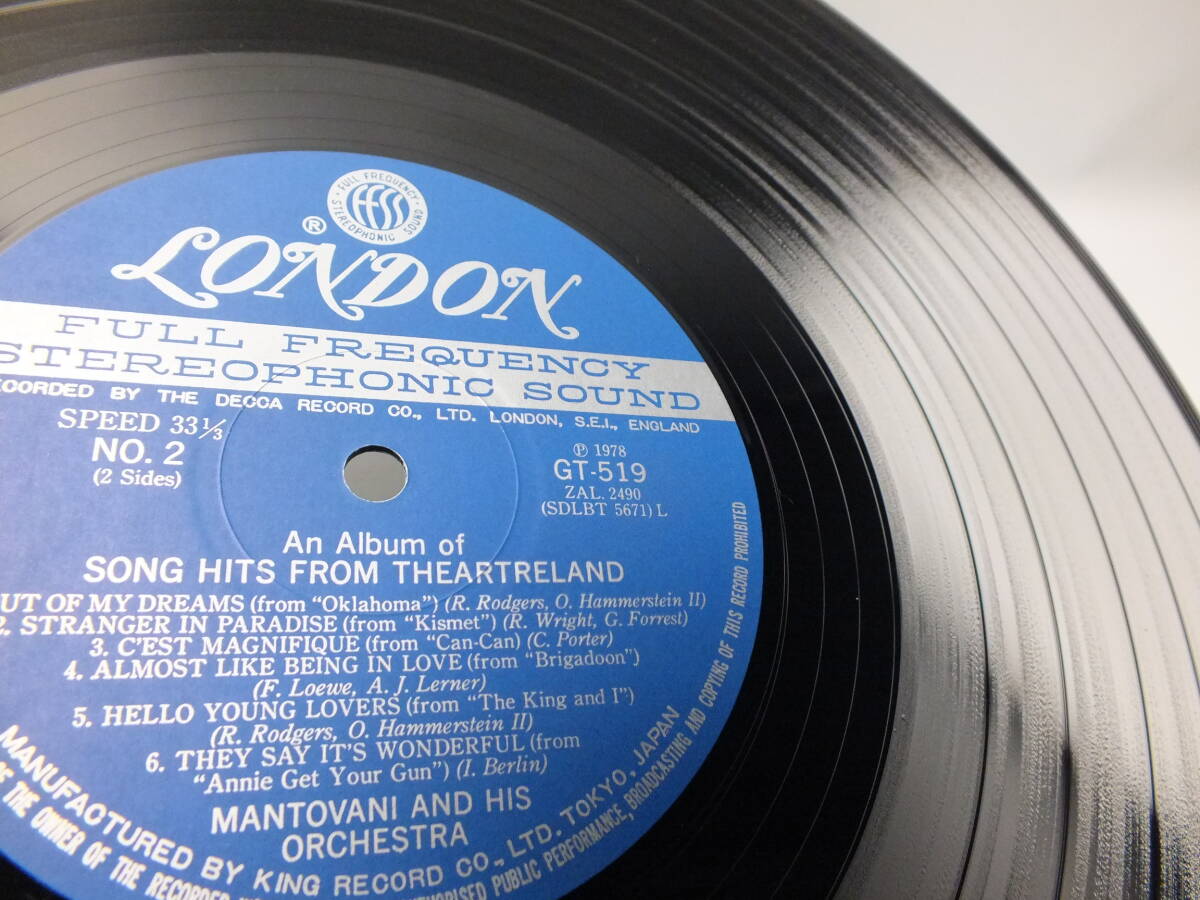 FULL FREQUENCY STEREOPHONIC SOUND
FFSS
® LONDON
FULL FREQUENCY
STEREOPHONIC SOUND
RECORDED BY THE DECCA RECORD CO., LTD. LONDON, S.E.I., ENGLAND
SPEED 33 1/3
NO. 2
(2 Sides)
℗ 1978
GT-519
ZAL. 2490
(SDLBT 5671) L
An Album of
SONG HITS FROM THEARTRELAND
OUT OF MY DREAMS (from "Oklahoma") (R. Rodgers, O. Hammerstein II)
2. STRANGER IN PARADISE (from "Kismet") (R. Wright, G. Forrest)
3. C'EST MAGNIFIQUE (from "Can-Can) (C. Porter)
4. ALMOST LIKE BEING IN LOVE (from "Brigadoon")
(F. Loewe, A. J. Lerner)
5. HELLO YOUNG LOVERS (from "The King and I")
(R. Rodgers, O. Hammerstein II)
6. THEY SAY IT'S WONDERFUL (from
"Annie Get Your Gun") (I. Berlin)
MANTOVANI AND HIS
ORCHESTRA
MANUFACTURED BY KING RECORD CO., LTD. TOKYO, JAPAN
OF THE OWNER OF THE RECORDED PUBLIC PERFORMANCE, BROADCASTING AND COPYING OF THIS RECORD PROHIBITED